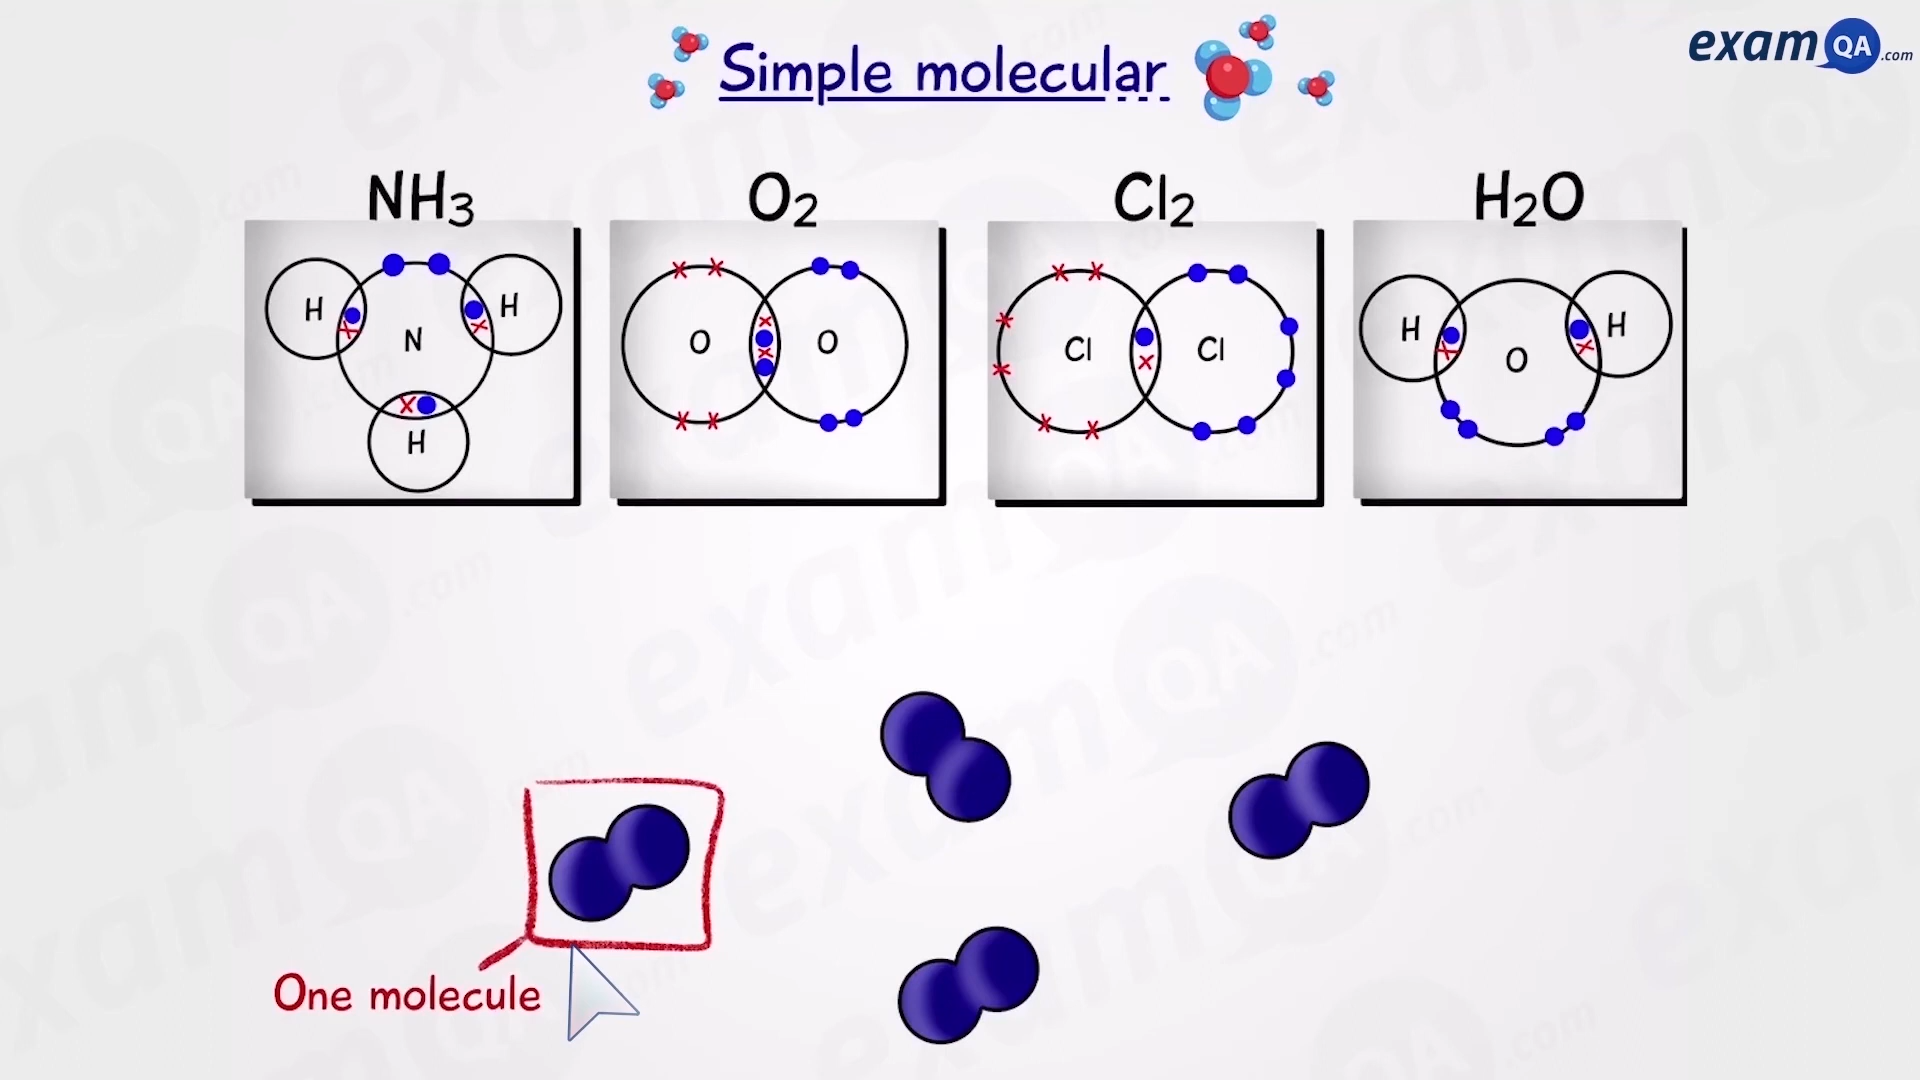 Simple molecular
examQA.com
NH3
O2
Cl2
H2O
H
H
N
H
O
O
Cl
Cl
H
H
O
One molecule